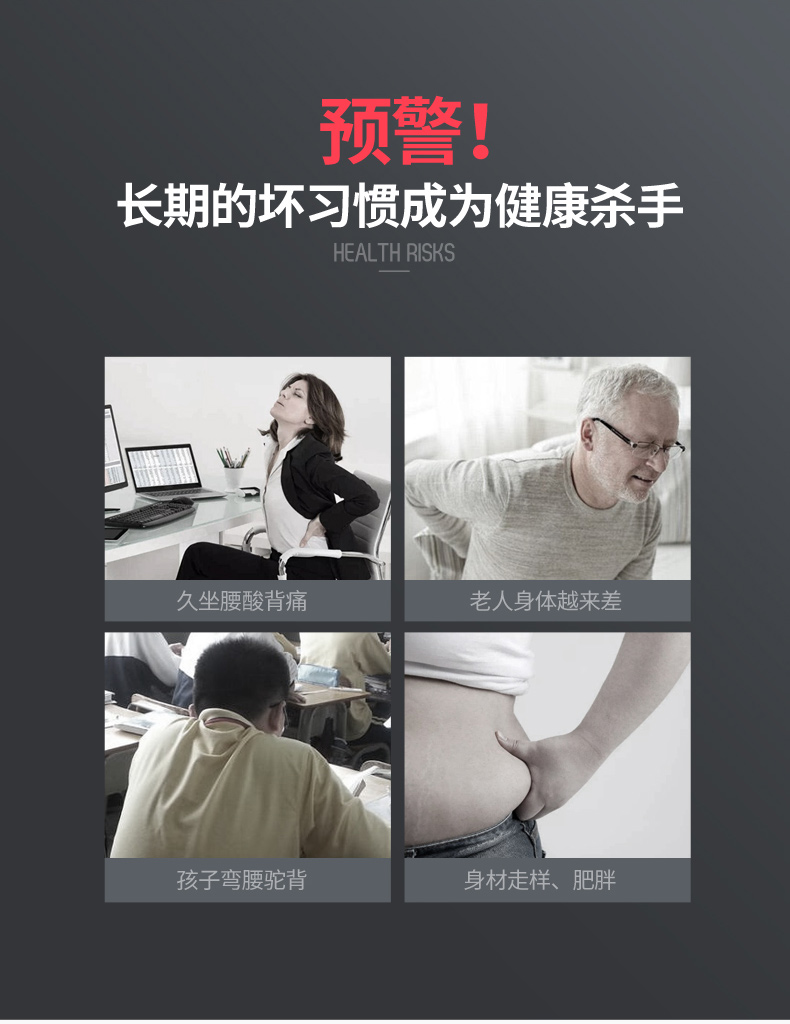 预警!
长期的坏习惯成为健康杀手
HEALTH RISKS
久坐腰酸背痛
老人身体越来差
孩子弯腰驼背
身材走样、肥胖